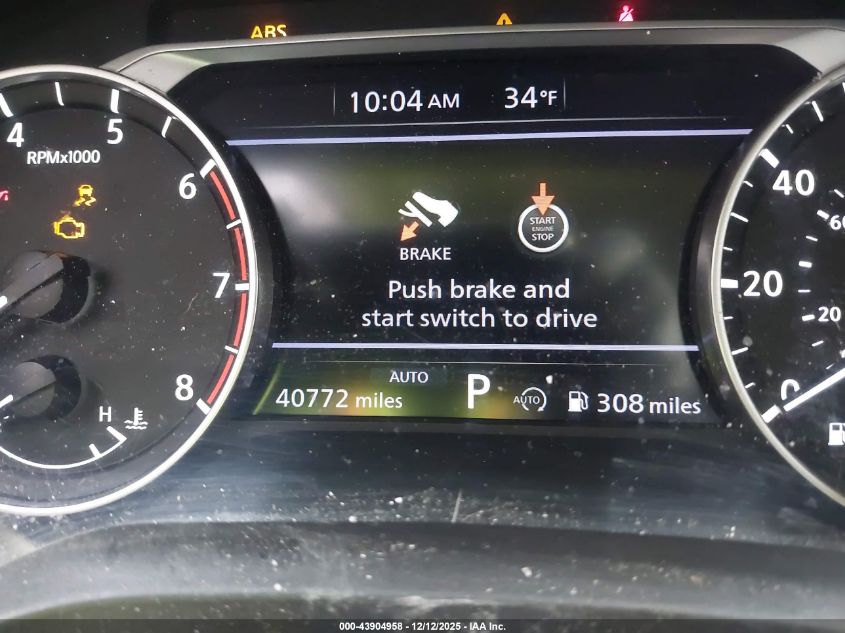 ABS
10:04 AM 34°F
4 5 6 7 8
RPMx1000
H
BRAKE
START
ENGINE
STOP
Push brake and
start switch to drive
AUTO
40772 miles P AUTO 308 miles
40
60
20
20
0
000-43904958 - 12/12/2025 - IAA Inc.